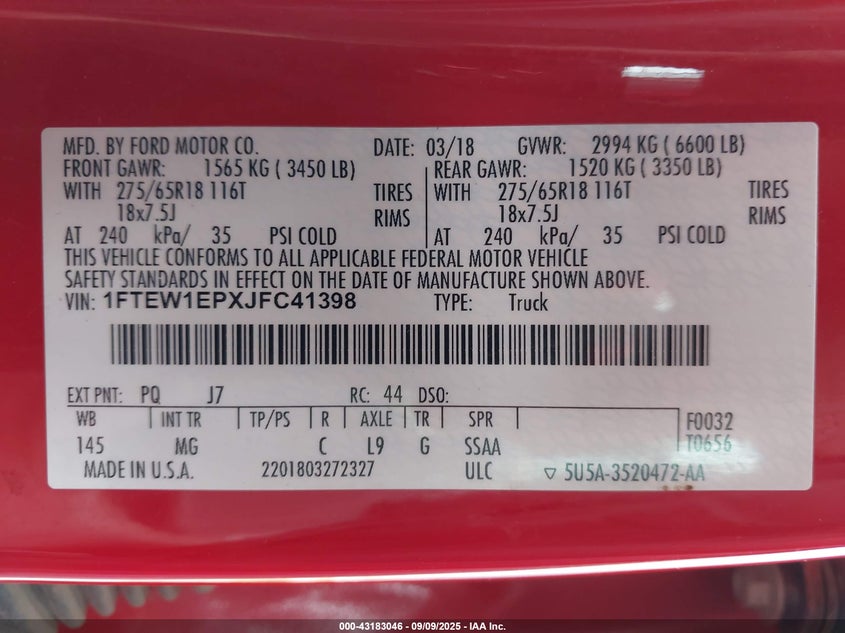 MFD. BY FORD MOTOR CO. DATE: 03/18 GVWR: 2994 KG ( 6600 LB)
FRONT GAWR: 1565 KG ( 3450 LB) REAR GAWR: 1520 KG ( 3350 LB)
WITH 275/65R18 116T TIRES WITH 275/65R18 116T TIRES
18x7.5J RIMS 18x7.5J RIMS
AT 240 kPa/ 35 PSI COLD AT 240 kPa/ 35 PSI COLD
THIS VEHICLE CONFORMS TO ALL APPLICABLE FEDERAL MOTOR VEHICLE
SAFETY STANDARDS IN EFFECT ON THE DATE OF MANUFACTURE SHOWN ABOVE.
VIN: 1FTEW1EPXJFC41398 TYPE: Truck
EXT PNT: PQ J7 RC: 44 DSO:
WB INT TR TP/PS R AXLE TR SPR F0032
145 MG C L9 G SSAA T0656
MADE IN U.S.A. 2201803272327 ULC ▽ 5U5A-3520472-AA
000-43183046 - 09/09/2025 - IAA Inc.